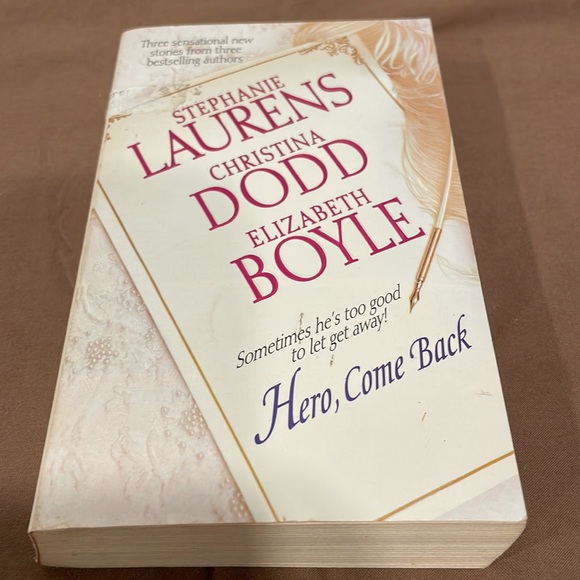 Three sensational new
stories from three
bestselling authors
STEPHANIE
LAURENS
CHRISTINA
DODD
ELIZABETH
BOYLE
Sometimes he's too good
to let get away!
Hero, Come Back